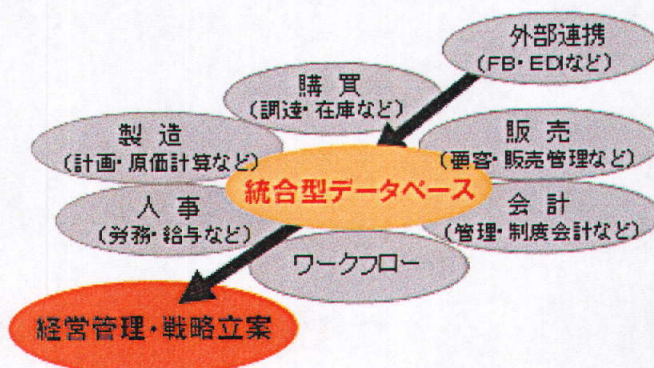 外部連携
(FB・EDIなど)
購買
(調達・在庫など)
製造
(計画・原価計算など)
販売
(顧客・販売管理など)
統合型データベース
人事
(労務・給与など)
会計
(管理・制度会計など)
ワークフロー
経営管理・戦略立案